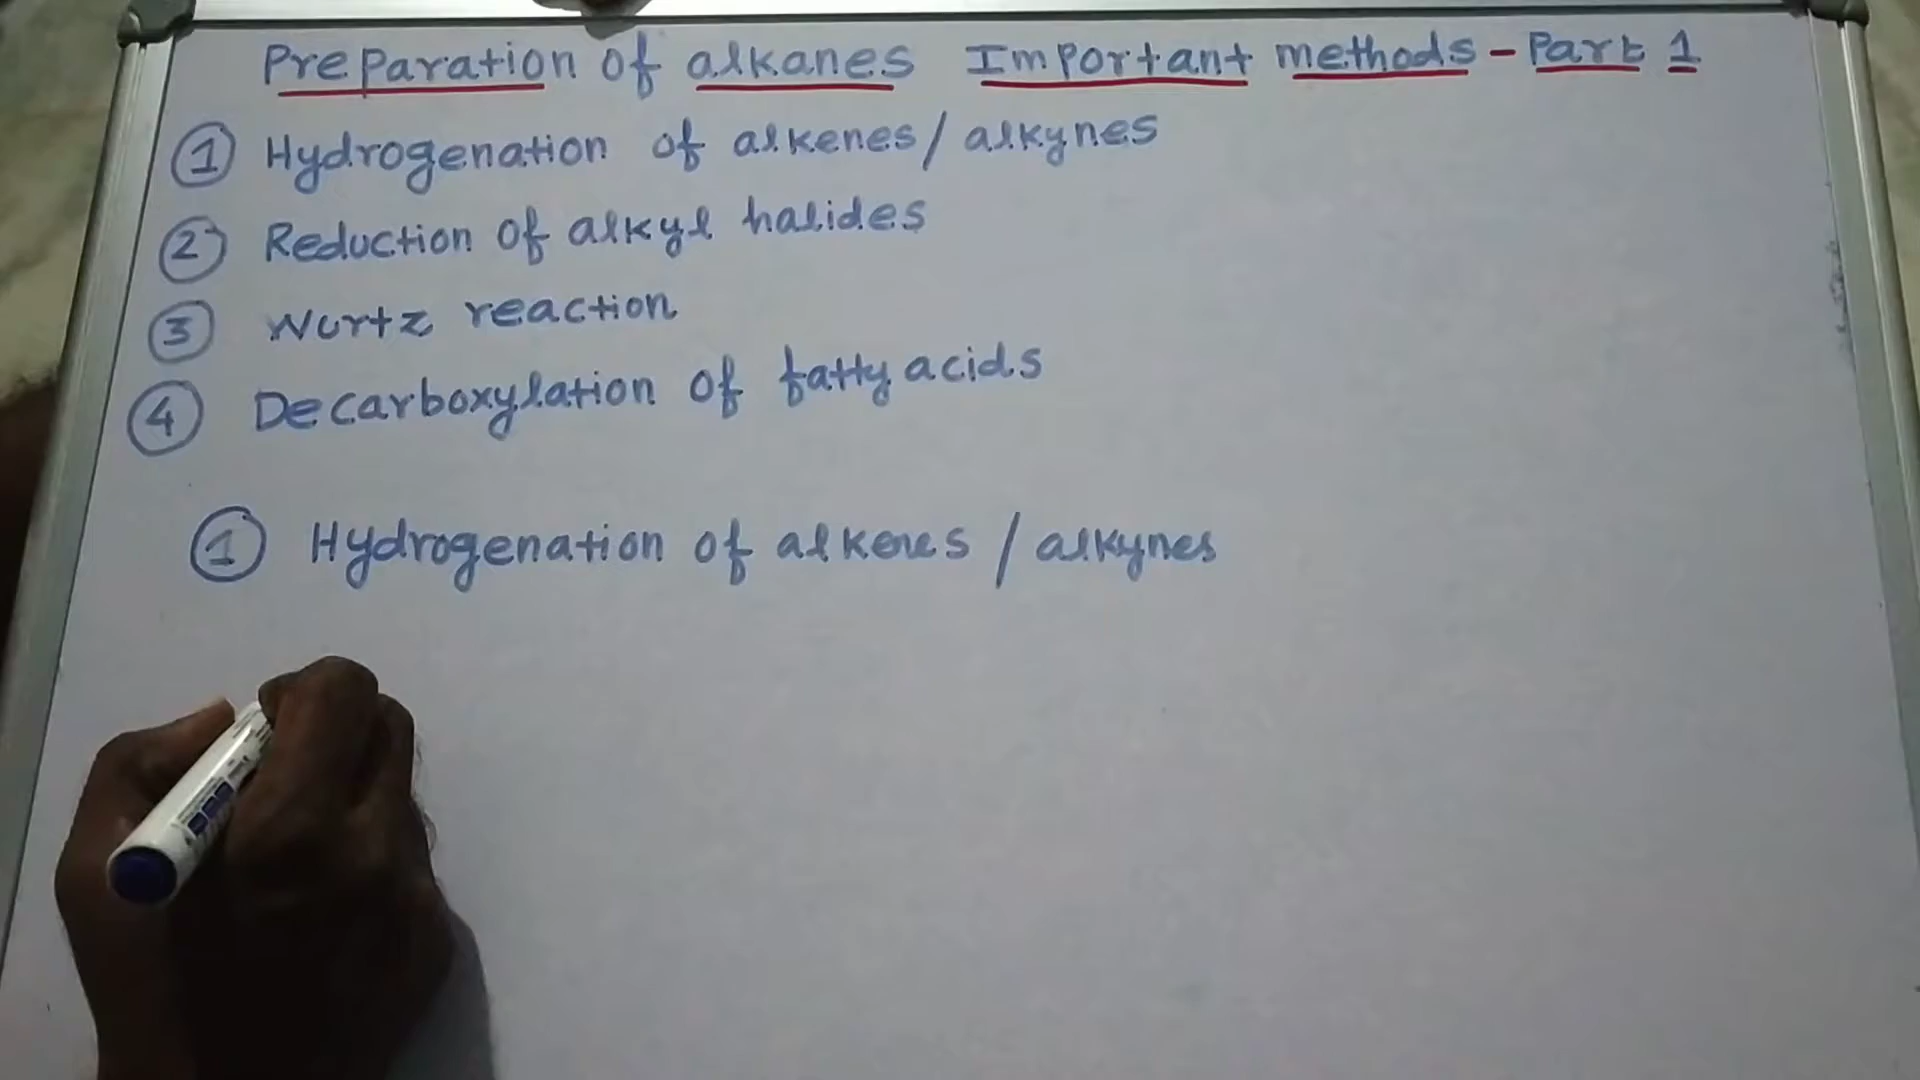 Preparation of alkanes Important methods - Part 1
1 Hydrogenation of alkenes / alkynes
2 Reduction of alkyl halides
3 Wurtz reaction
4 Decarboxylation of fatty acids
1 Hydrogenation of alkenes / alkynes